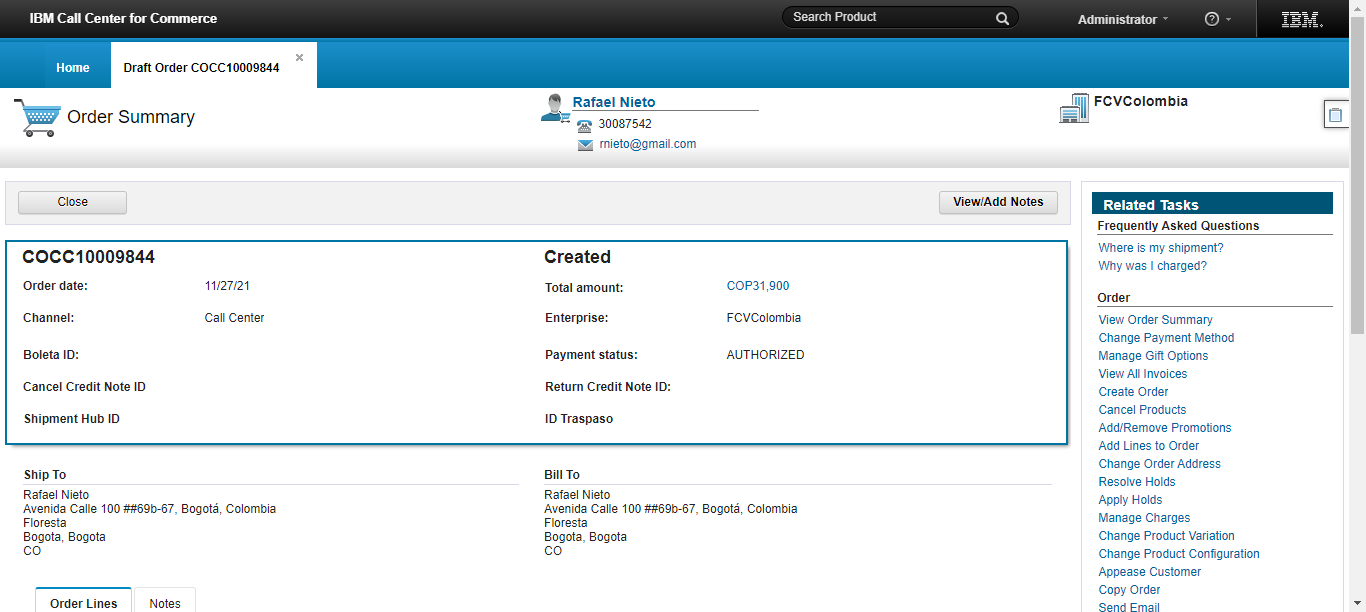 IBM Call Center for Commerce
Search Product
Administrator
IBM.
Home
Draft Order COCC10009844
Order Summary
Rafael Nieto
30087542
rnieto@gmail.com
FCVColombia
Close
View/Add Notes
COCC10009844
Created
Order date: 11/27/21
Total amount: COP31,900
Channel: Call Center
Enterprise: FCVColombia
Boleta ID:
Payment status: AUTHORIZED
Cancel Credit Note ID
Return Credit Note ID:
Shipment Hub ID
ID Traspaso
Ship To
Rafael Nieto
Avenida Calle 100 ##69b-67, Bogotá, Colombia
Floresta
Bogota, Bogota
CO
Bill To
Rafael Nieto
Avenida Calle 100 ##69b-67, Bogotá, Colombia
Floresta
Bogota, Bogota
CO
Order Lines
Notes
Related Tasks
Frequently Asked Questions
Where is my shipment?
Why was I charged?
Order
View Order Summary
Change Payment Method
Manage Gift Options
View All Invoices
Create Order
Cancel Products
Add/Remove Promotions
Add Lines to Order
Change Order Address
Resolve Holds
Apply Holds
Manage Charges
Change Product Variation
Change Product Configuration
Appease Customer
Copy Order
Send Email